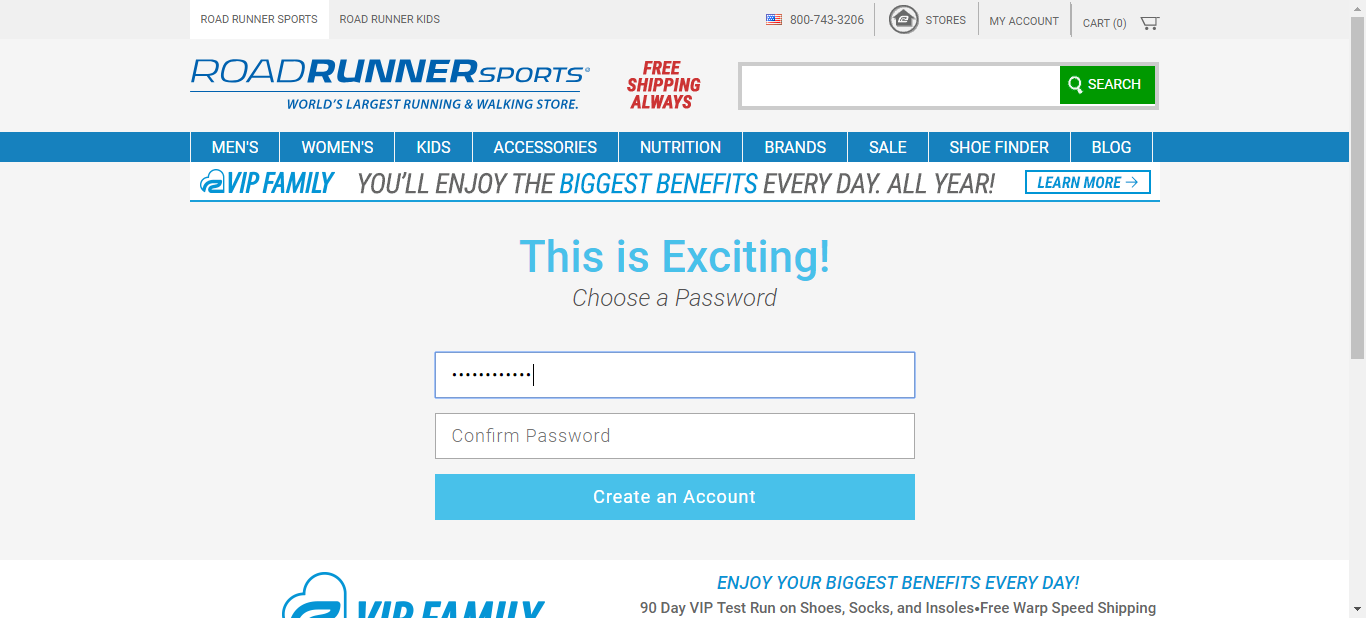 ROAD RUNNER SPORTS
ROAD RUNNER KIDS
800-743-3206
STORES
MY ACCOUNT
CART (0)
ROADRUNNERSPORTS®
WORLD'S LARGEST RUNNING & WALKING STORE.
FREE
SHIPPING
ALWAYS
SEARCH
MEN'S
WOMEN'S
KIDS
ACCESSORIES
NUTRITION
BRANDS
SALE
SHOE FINDER
BLOG
VIP FAMILY
YOU'LL ENJOY THE BIGGEST BENEFITS EVERY DAY. ALL YEAR!
LEARN MORE →
This is Exciting!
Choose a Password
••••••••••••
Confirm Password
Create an Account
VIP FAMILY
ENJOY YOUR BIGGEST BENEFITS EVERY DAY!
90 Day VIP Test Run on Shoes, Socks, and Insoles•Free Warp Speed Shipping